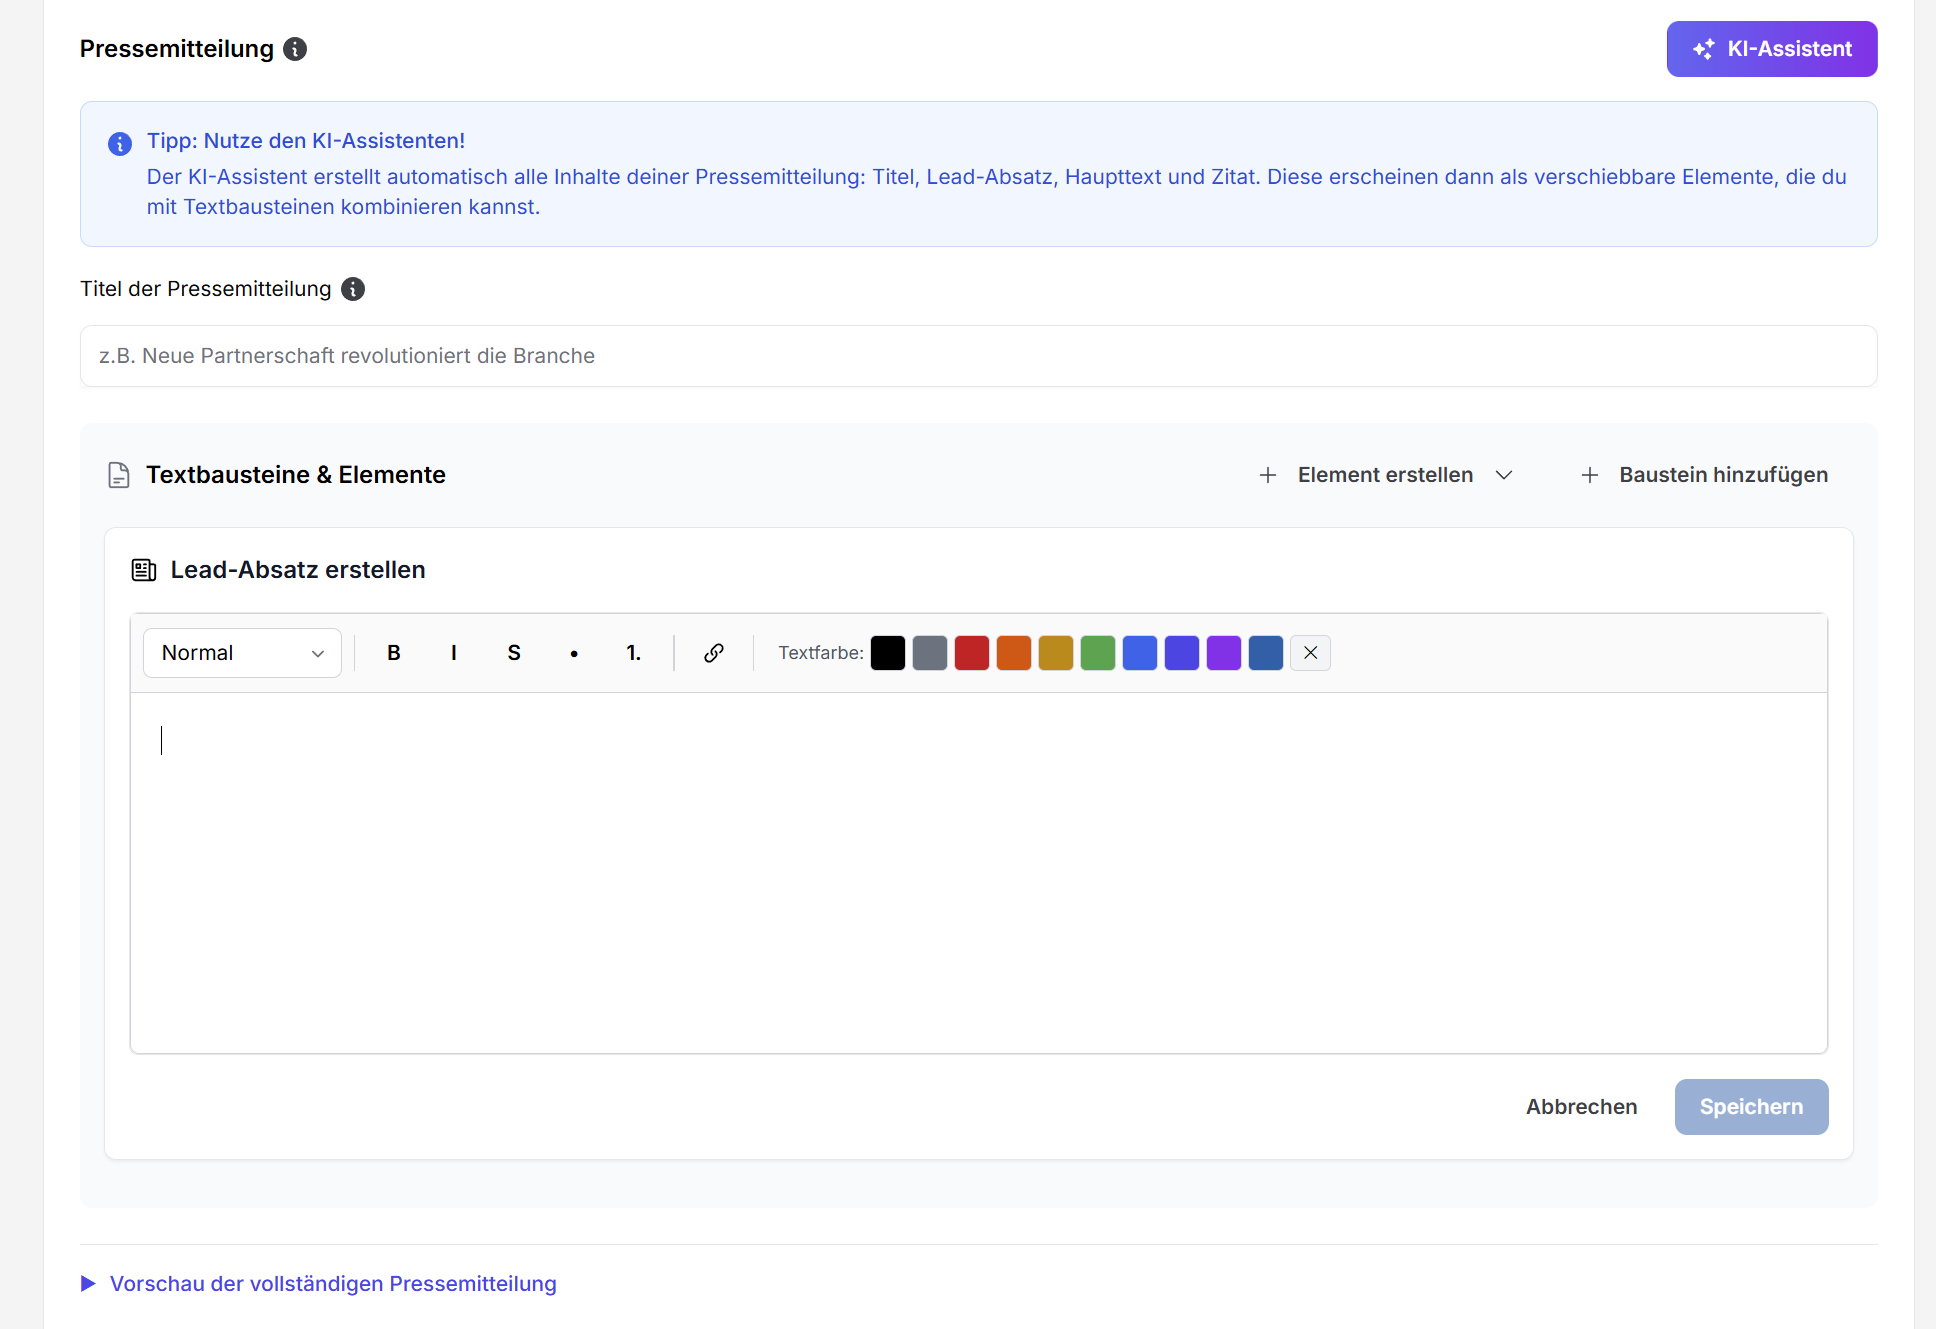 Pressemitteilung
KI-Assistent
Tipp: Nutze den KI-Assistenten!
Der KI-Assistent erstellt automatisch alle Inhalte deiner Pressemitteilung: Titel, Lead-Absatz, Haupttext und Zitat. Diese erscheinen dann als verschiebbare Elemente, die du
mit Textbausteinen kombinieren kannst.
Titel der Pressemitteilung
z.B. Neue Partnerschaft revolutioniert die Branche
Textbausteine & Elemente
Element erstellen
Baustein hinzufügen
Lead-Absatz erstellen
Normal B I S • 1. Textfarbe:
Abbrechen
Speichern
Vorschau der vollständigen Pressemitteilung